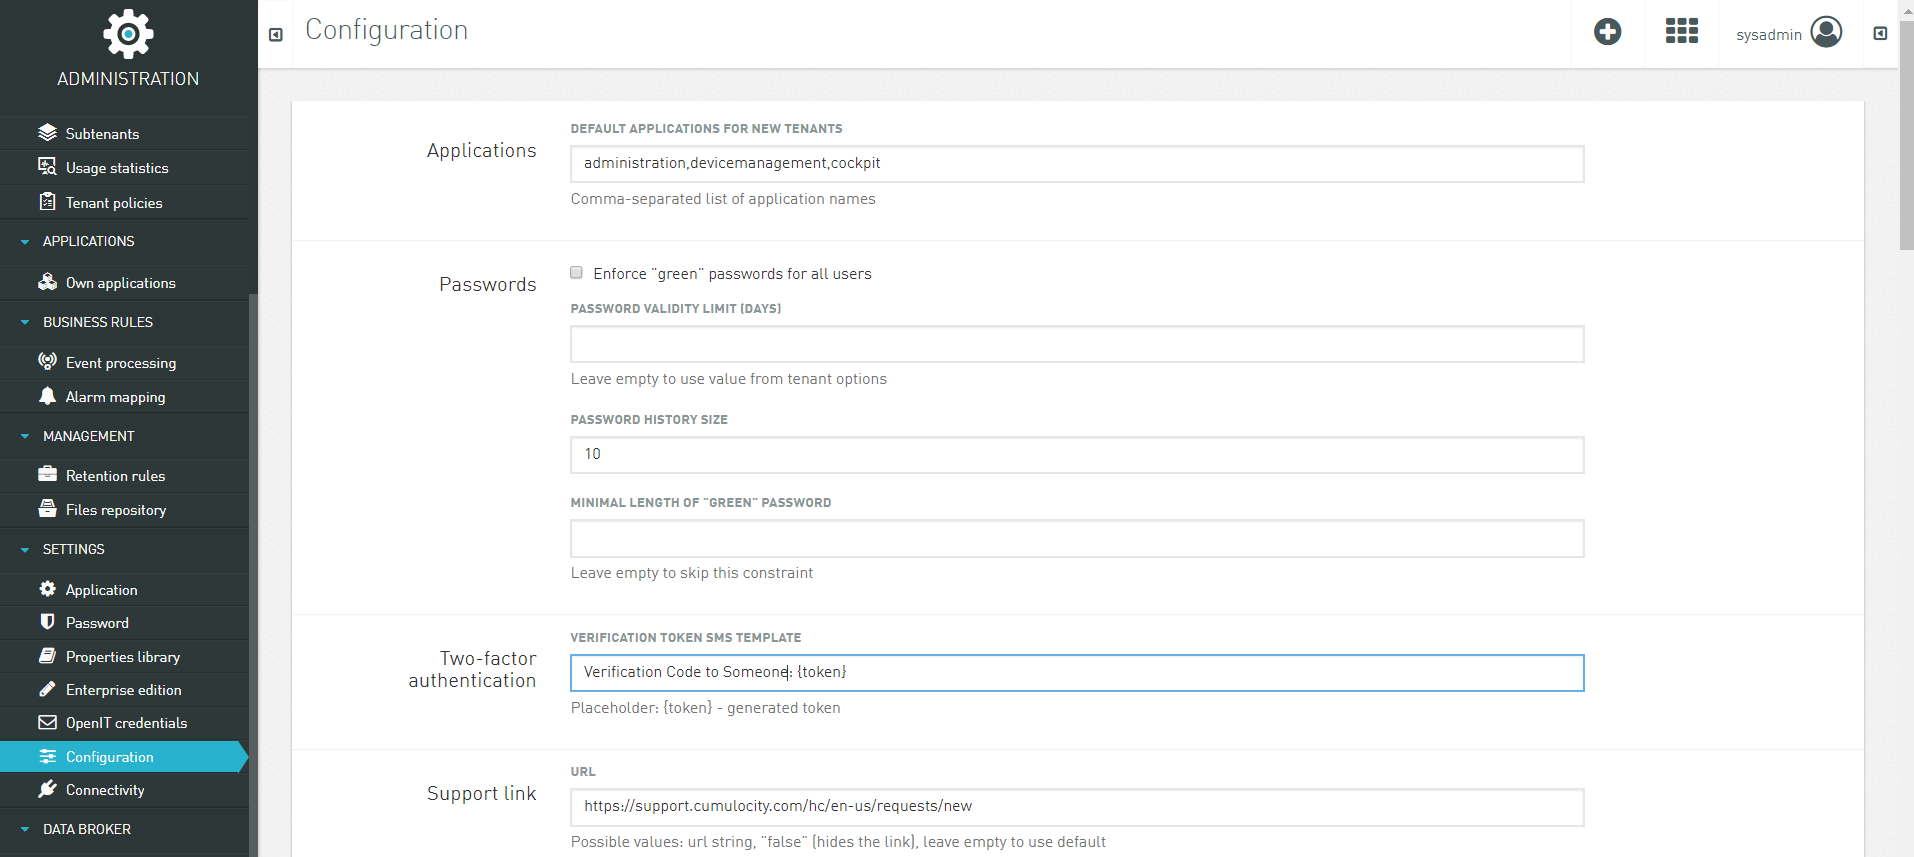 ADMINISTRATION
Subtenants
Usage statistics
Tenant policies
APPLICATIONS
Own applications
BUSINESS RULES
Event processing
Alarm mapping
MANAGEMENT
Retention rules
Files repository
SETTINGS
Application
Password
Properties library
Enterprise edition
OpenIT credentials
Configuration
Connectivity
DATA BROKER
Configuration
sysadmin
Applications
DEFAULT APPLICATIONS FOR NEW TENANTS
administration,devicemanagement,cockpit
Comma-separated list of application names
Passwords
Enforce "green" passwords for all users
PASSWORD VALIDITY LIMIT (DAYS)
Leave empty to use value from tenant options
PASSWORD HISTORY SIZE
10
MINIMAL LENGTH OF "GREEN" PASSWORD
Leave empty to skip this constraint
Two-factor
authentication
VERIFICATION TOKEN SMS TEMPLATE
Verification Code to Someone: {token}
Placeholder: {token} - generated token
Support link
URL
https://support.cumulocity.com/hc/en-us/requests/new
Possible values: url string, "false" (hides the link), leave empty to use default